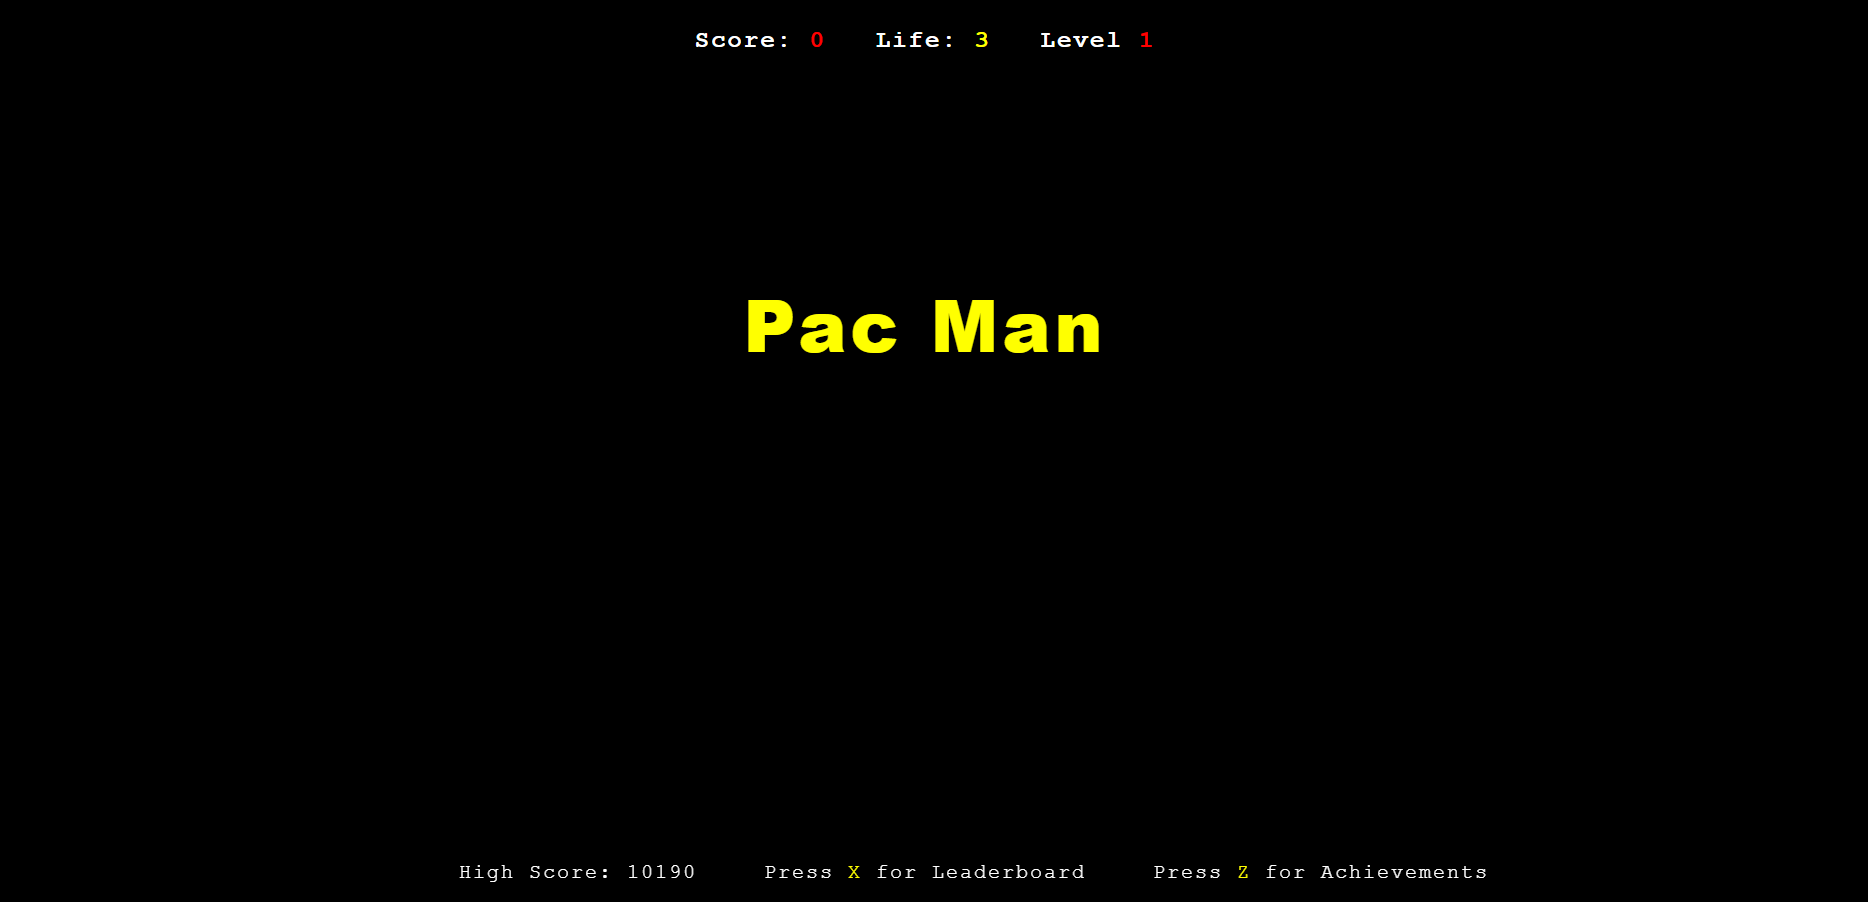 Score: 0 Life: 3 Level 1
Pac Man
High Score: 10190 Press X for Leaderboard Press Z for Achievements